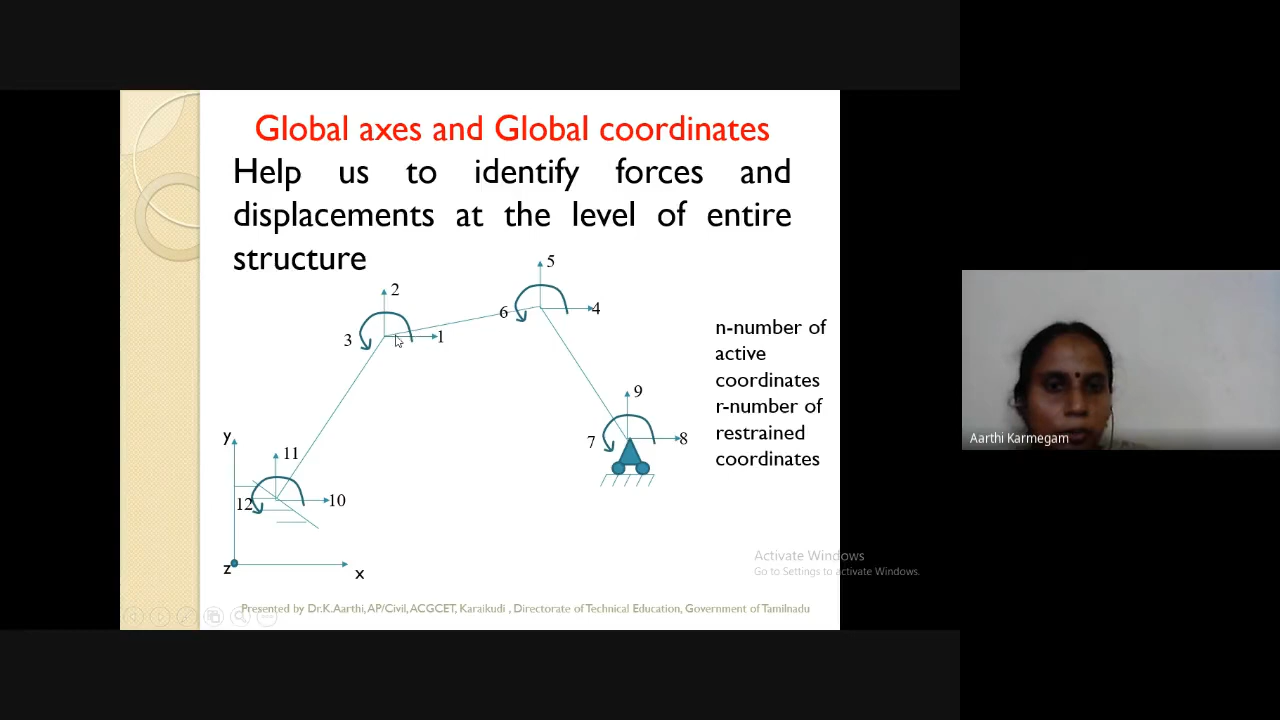 Global axes and Global coordinates
Help us to identify forces and
displacements at the level of entire
structure
5
2
6
4
3
1
n-number of
active
coordinates
r-number of
restrained
coordinates
9
7
8
y
11
12
10
z
x
Aarthi Karmegam
Activate Windows
Go to Settings to activate Windows.
Presented by Dr.K.Aarthi, AP/Civil, ACGCET, Karaikudi , Directorate of Technical Education, Government of Tamilnadu